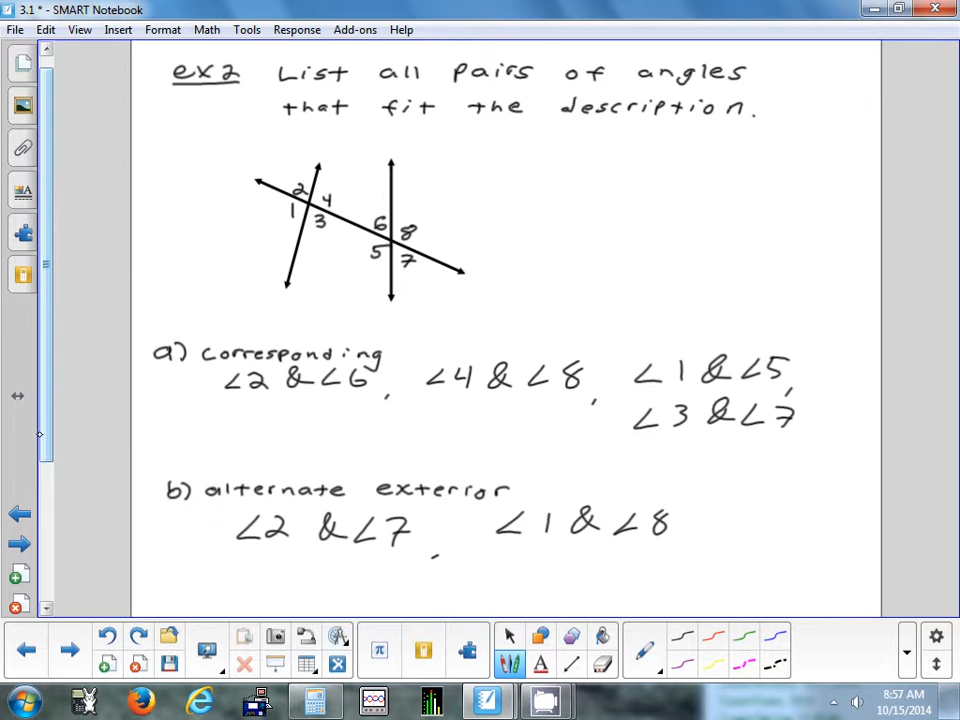 3.1 * - SMART Notebook
File Edit View Insert Format Math Tools Response Add-ons Help
ex 2 List all pairs of angles
that fit the description.
2 4
1 3
6 8
5 7
a) corresponding
∠2 & ∠6, ∠4 & ∠8, ∠1 & ∠5,
∠3 & ∠7
b) alternate exterior
∠2 & ∠7, ∠1 & ∠8
π
A
8:57 AM
10/15/2014